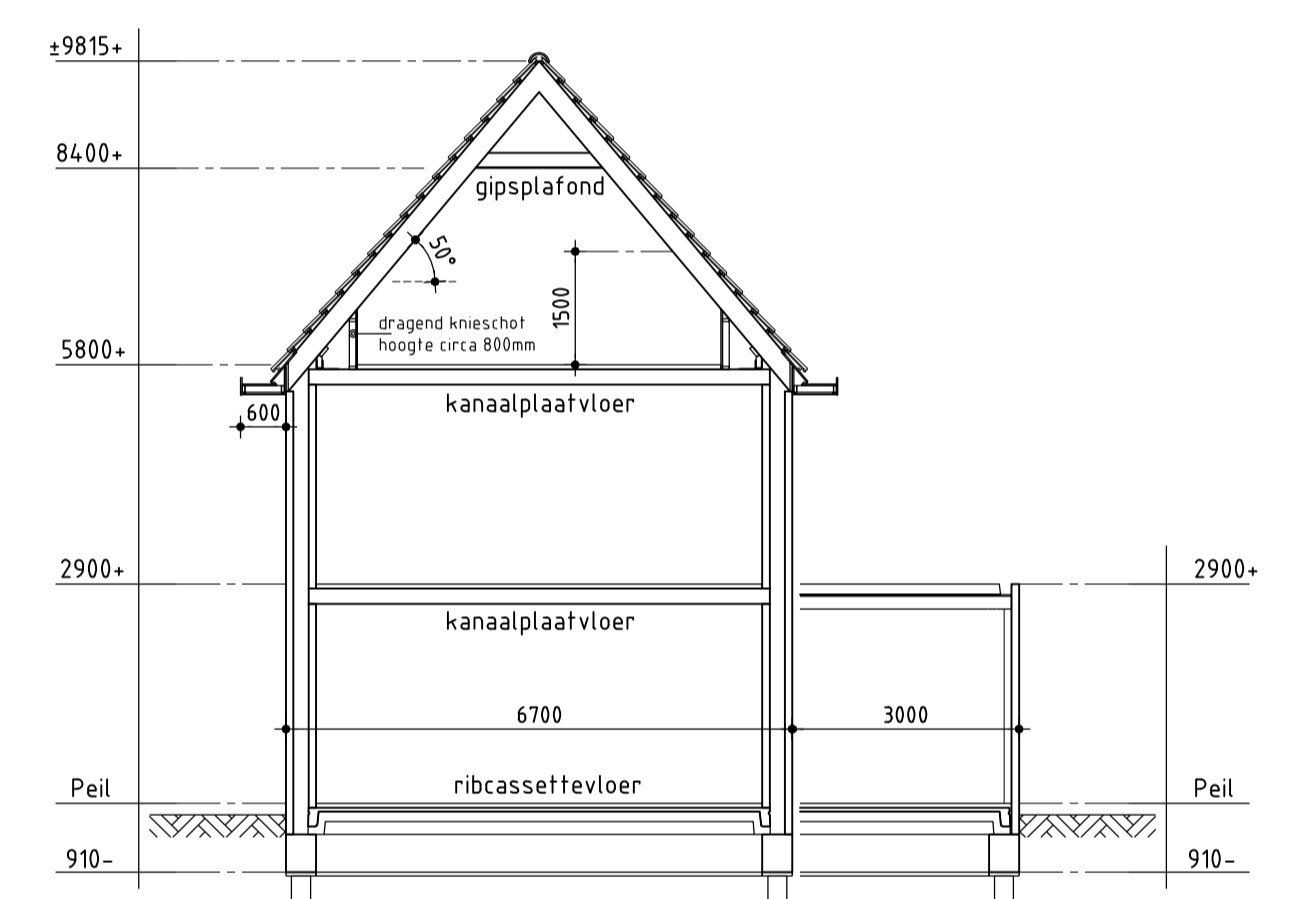 ±9815+
8400+
gipsplafond
50°
1500
dragend knieschot
hoogte circa 800mm
5800+
kanaalplaatvloer
600
2900+
2900+
kanaalplaatvloer
6700
3000
Peil
ribcassettevloer
Peil
910-
910-